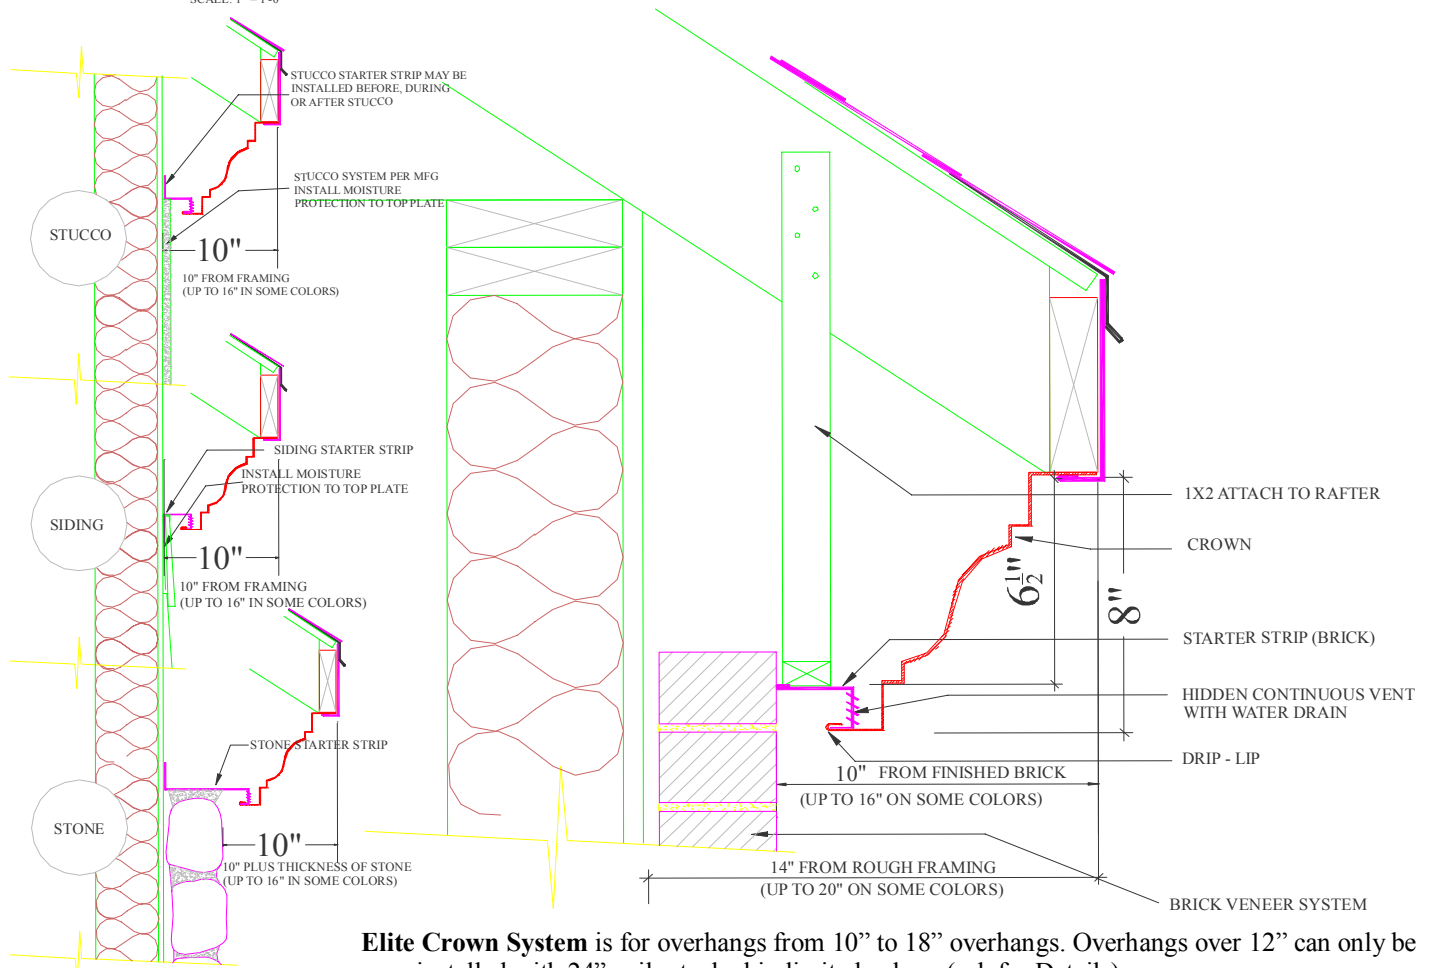 STUCCO STARTER STRIP MAY BE
INSTALLED BEFORE, DURING
OR AFTER STUCCO
STUCCO SYSTEM PER MFG
INSTALL MOISTURE
PROTECTION TO TOP PLATE
STUCCO
10"
10" FROM FRAMING
(UP TO 16" IN SOME COLORS)
SIDING STARTER STRIP
INSTALL MOISTURE
PROTECTION TO TOP PLATE
SIDING
10"
10" FROM FRAMING
(UP TO 16" IN SOME COLORS)
STONE STARTER STRIP
STONE
10"
10" PLUS THICKNESS OF STONE
(UP TO 16" IN SOME COLORS)
1X2 ATTACH TO RAFTER
CROWN
6 1/2"
8"
STARTER STRIP (BRICK)
HIDDEN CONTINUOUS VENT
WITH WATER DRAIN
DRIP - LIP
10" FROM FINISHED BRICK
(UP TO 16" ON SOME COLORS)
14" FROM ROUGH FRAMING
(UP TO 20" ON SOME COLORS)
BRICK VENEER SYSTEM
Elite Crown System is for overhangs from 10” to 18” overhangs. Overhangs over 12” can only be